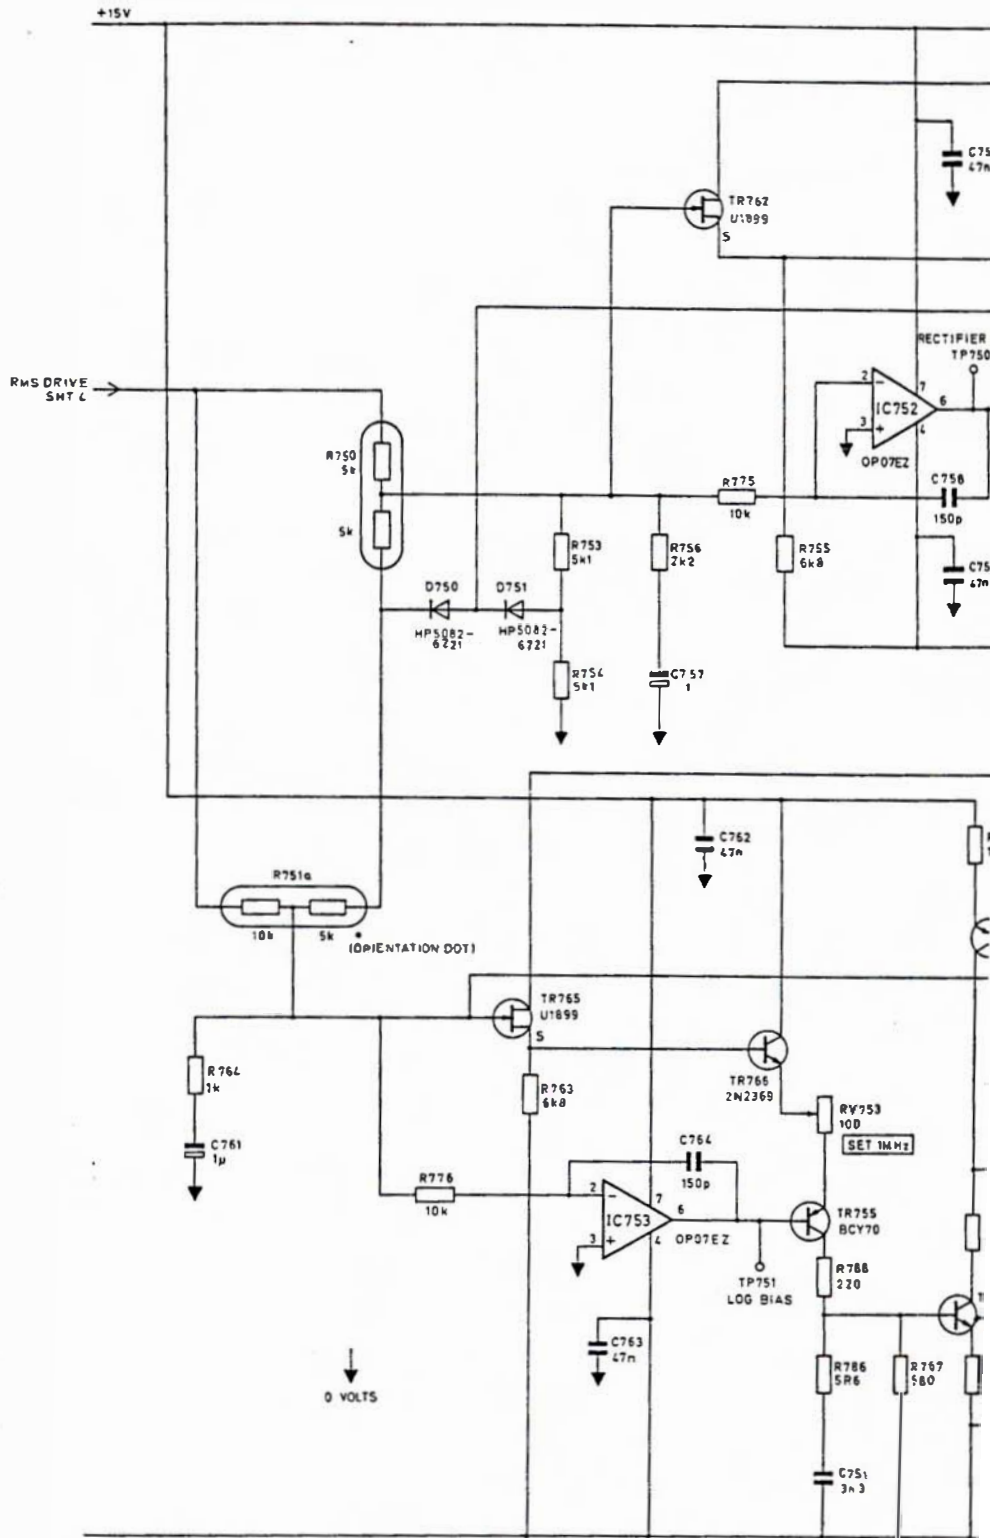 +15V
C75
47n
TR762
U1899
S
RECTIFIER
TP750
RMS DRIVE
SHT 4
2
−
7
6
IC752
3
+
4
OP07EZ
R750
5k
R775
10k
C758
150p
5k
R753
5k1
R756
2k2
R755
6k8
C75
47n
D750
D751
HP5082-
6221
HP5082-
6721
R754
5k1
C757
1
C762
47n
R
1
R751a
10k
5k
(ORIENTATION DOT)
TR765
U1899
S
R764
1k
R763
6k8
TR766
2N2369
RV753
100
SET 1MHz
C761
1μ
C764
150p
R776
10k
2
−
7
6
IC753
3
+
4
OP07EZ
TR755
BCY70
TP751
LOG BIAS
R788
220
T
C763
47n
R786
5R6
R787
580
0 VOLTS
C751
3n3